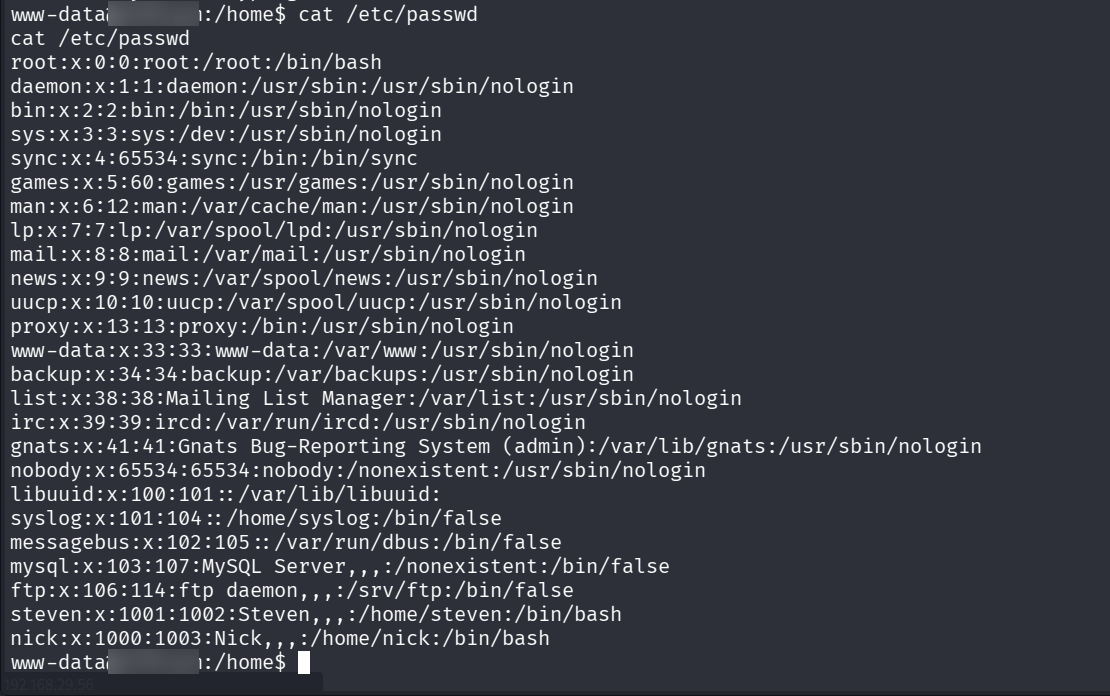 www-data@ :/home$ cat /etc/passwd
cat /etc/passwd
root:x:0:0:root:/root:/bin/bash
daemon:x:1:1:daemon:/usr/sbin:/usr/sbin/nologin
bin:x:2:2:bin:/bin:/usr/sbin/nologin
sys:x:3:3:sys:/dev:/usr/sbin/nologin
sync:x:4:65534:sync:/bin:/bin/sync
games:x:5:60:games:/usr/games:/usr/sbin/nologin
man:x:6:12:man:/var/cache/man:/usr/sbin/nologin
lp:x:7:7:lp:/var/spool/lpd:/usr/sbin/nologin
mail:x:8:8:mail:/var/mail:/usr/sbin/nologin
news:x:9:9:news:/var/spool/news:/usr/sbin/nologin
uucp:x:10:10:uucp:/var/spool/uucp:/usr/sbin/nologin
proxy:x:13:13:proxy:/bin:/usr/sbin/nologin
www-data:x:33:33:www-data:/var/www:/usr/sbin/nologin
backup:x:34:34:backup:/var/backups:/usr/sbin/nologin
list:x:38:38:Mailing List Manager:/var/list:/usr/sbin/nologin
irc:x:39:39:ircd:/var/run/ircd:/usr/sbin/nologin
gnats:x:41:41:Gnats Bug-Reporting System (admin):/var/lib/gnats:/usr/sbin/nologin
nobody:x:65534:65534:nobody:/nonexistent:/usr/sbin/nologin
libuuid:x:100:101::/var/lib/libuuid:
syslog:x:101:104::/home/syslog:/bin/false
messagebus:x:102:105::/var/run/dbus:/bin/false
mysql:x:103:107:MySQL Server,,,:/nonexistent:/bin/false
ftp:x:106:114:ftp daemon,,,:/srv/ftp:/bin/false
steven:x:1001:1002:Steven,,,:/home/steven:/bin/bash
nick:x:1000:1003:Nick,,,:/home/nick:/bin/bash
www-data@ :/home$
192.168.29.56